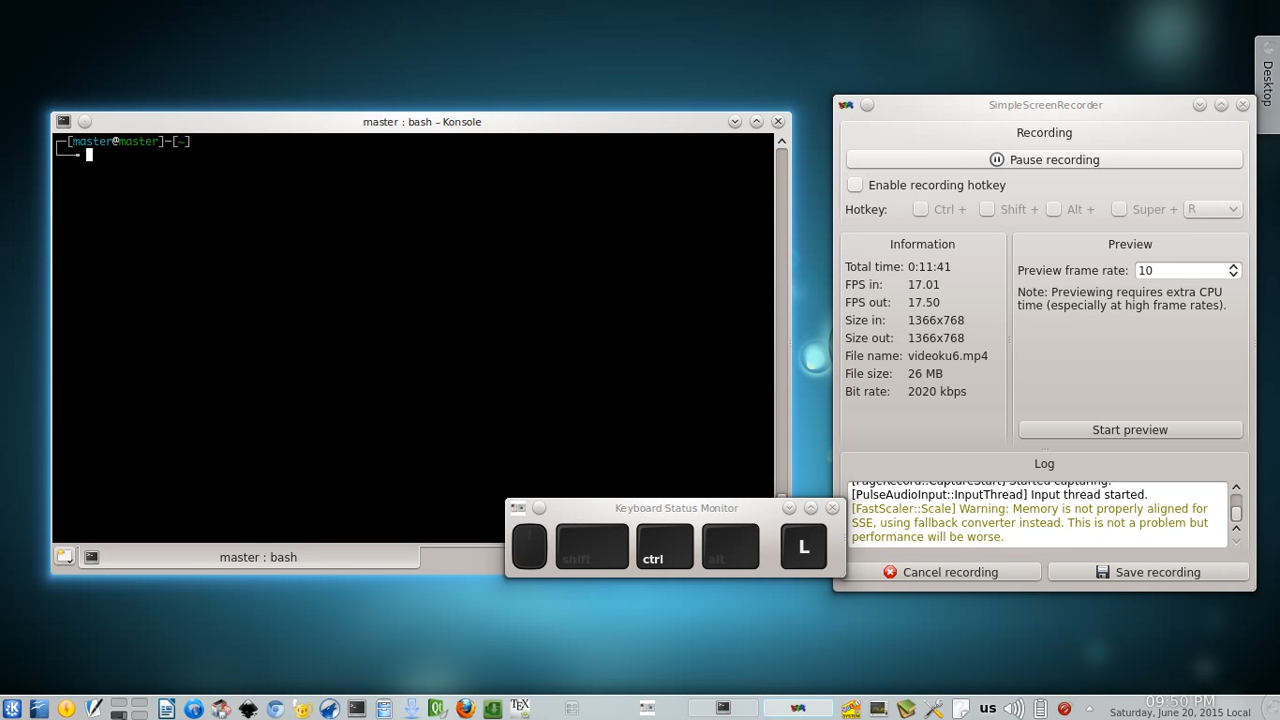 Desktop
master : bash – Konsole
[master@master]-[~]
master : bash
SimpleScreenRecorder
Recording
Pause recording
Enable recording hotkey
Hotkey: Ctrl + Shift + Alt + Super + R
Information
Total time: 0:11:41
FPS in: 17.01
FPS out: 17.50
Size in: 1366x768
Size out: 1366x768
File name: videoku6.mp4
File size: 26 MB
Bit rate: 2020 kbps
Preview
Preview frame rate: 10
Note: Previewing requires extra CPU
time (especially at high frame rates).
Start preview
Log
[PageRecord::CaptureStart] Started capturing.
[PulseAudioInput::InputThread] Input thread started.
[FastScaler::Scale] Warning: Memory is not properly aligned for
SSE, using fallback converter instead. This is not a problem but
performance will be worse.
Cancel recording
Save recording
Keyboard Status Monitor
shift ctrl alt L
TEX
SYSTEM
us
09:50 PM
Saturday, June 20, 2015 Local